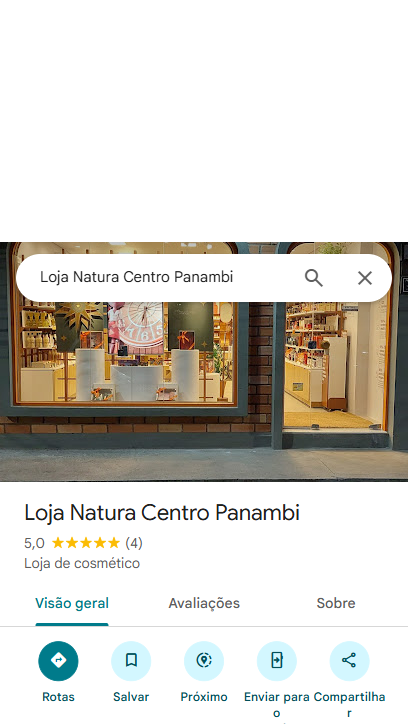 Loja Natura Centro Panambi
Loja Natura Centro Panambi
5,0 (4)
Loja de cosmético
Visão geral Avaliações Sobre
Rotas Salvar Próximo Enviar para o Compartilhar